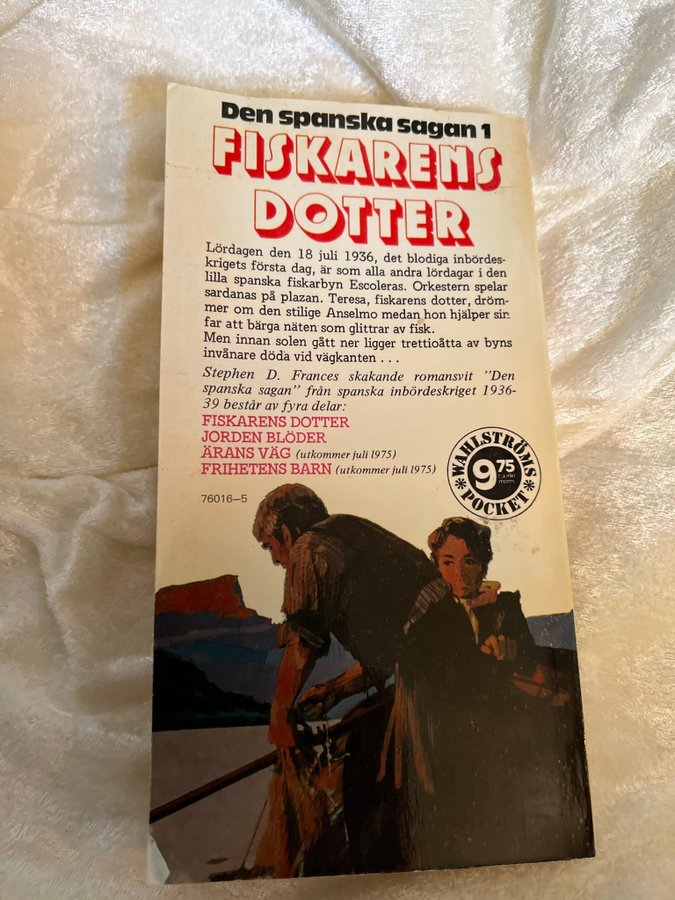 Den spanska sagan 1
FISKARENS
DOTTER
Lördagen den 18 juli 1936, det blodiga inbördes-
krigets första dag, är som alla andra lördagar i den
lilla spanska fiskarbyn Escoleras. Orkestern spelar
sardanas på plazan. Teresa, fiskarens dotter, dröm-
mer om den stilige Anselmo medan hon hjälper sin
far att bärga näten som glittrar av fisk.
Men innan solen gått ner ligger trettioåtta av byns
invånare döda vid vägkanten . . .
Stephen D. Frances skakande romansvit ”Den
spanska sagan” från spanska inbördeskriget 1936-
39 består av fyra delar:
FISKARENS DOTTER
JORDEN BLÖDER
ÄRANS VÄG (utkommer juli 1975)
FRIHETENS BARN (utkommer juli 1975)
WAHLSTRÖMS
9 75
POCKET
76016–5